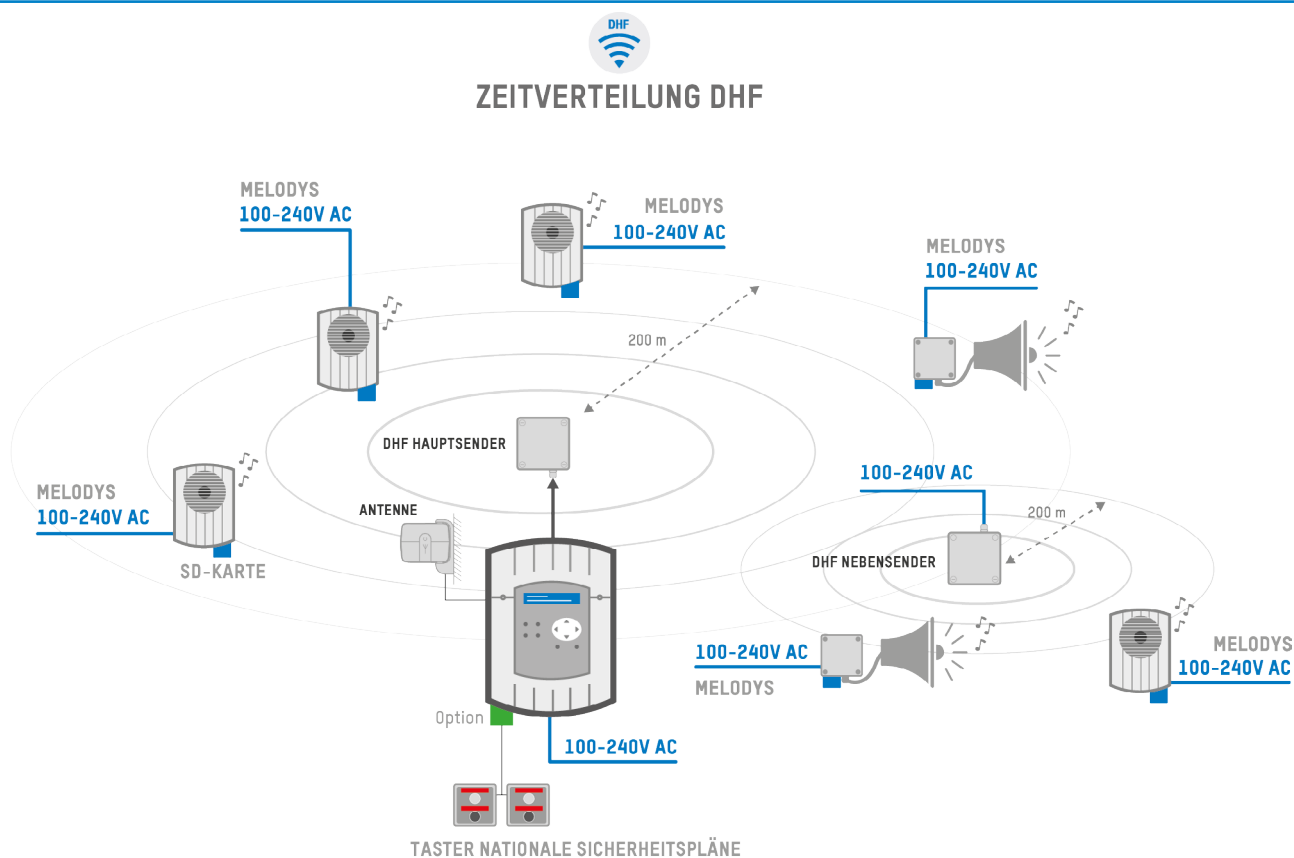 DHF
ZEITVERTEILUNG DHF
MELODYS
100-240V AC
MELODYS
100-240V AC
MELODYS
100-240V AC
200 m
DHF HAUPTSENDER
100-240V AC
MELODYS
100-240V AC
ANTENNE
200 m
DHF NEBENSENDER
SD-KARTE
100-240V AC
MELODYS
MELODYS
100-240V AC
Option
100-240V AC
TASTER NATIONALE SICHERHEITSPLÄNE